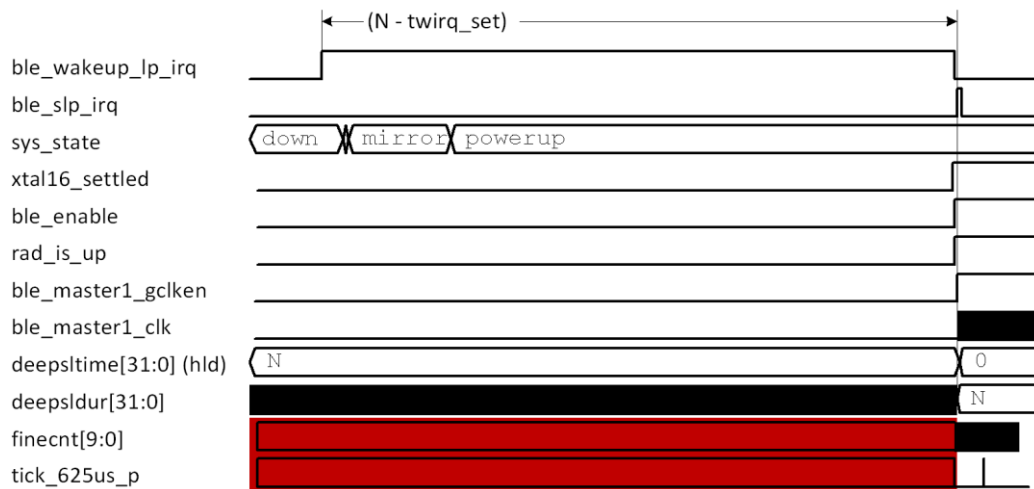 (N - twirq_set)
ble_wakeup_lp_irq
ble_slp_irq
sys_state down mirror powerup
xtal16_settled
ble_enable
rad_is_up
ble_master1_gclken
ble_master1_clk
deepsltime[31:0] (hld) N 0
deepsldur[31:0] N
finecnt[9:0]
tick_625us_p